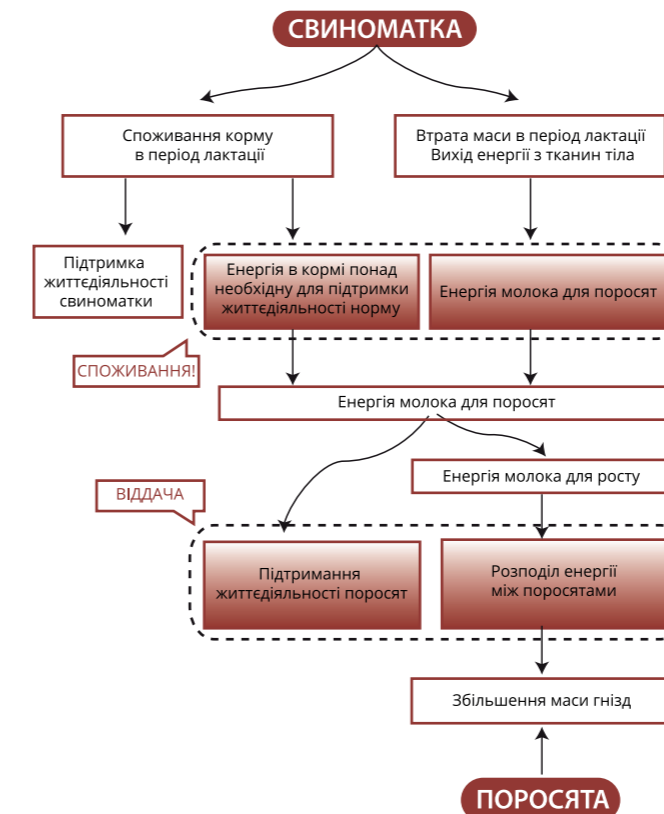 СВИНОМАТКА
Споживання корму
в період лактації
Втрата маси в період лактації
Вихід енергії з тканин тіла
Підтримка
життєдіяльності
свиноматки
Енергія в кормі понад
необхідну для підтримки
життєдіяльності норму
Енергія молока для поросят
СПОЖИВАННЯ!
Енергія молока для поросят
Енергія молока для росту
ВІДДАЧА
Підтримання
життєдіяльності поросят
Розподіл енергії
між поросятами
Збільшення маси гнізд
ПОРОСЯТА